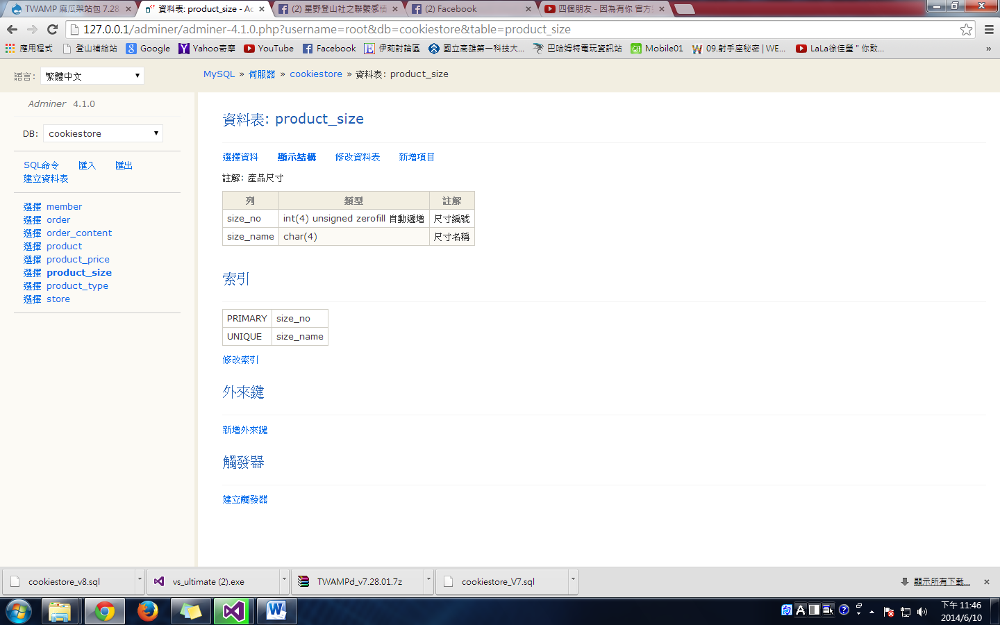 TWAMP 麻瓜架站包 7.28
資料表: product_size - Ac
(2) 星野登山社之聯繫感情
(2) Facebook
四個朋友 - 因為有你 官方
127.0.0.1/adminer/adminer-4.1.0.php?username=root&db=cookiestore&table=product_size
應用程式 登山補給站 Google Yahoo奇摩 YouTube Facebook 伊莉討論區 國立高雄第一科技大... 巴哈姆特電玩資訊站 Mobile01 09.射手座秘密 | WE... LaLa徐佳瑩 " 你敢... »
語言: 繁體中文
MySQL » 伺服器 » cookiestore » 資料表: product_size
Adminer 4.1.0
DB: cookiestore
SQL命令 匯入 匯出
建立資料表
選擇 member
選擇 order
選擇 order_content
選擇 product
選擇 product_price
選擇 product_size
選擇 product_type
選擇 store
資料表: product_size
選擇資料 顯示結構 修改資料表 新增項目
註解: 產品尺寸
列 類型 註解
size_no int(4) unsigned zerofill 自動遞增 尺寸編號
size_name char(4) 尺寸名稱
索引
PRIMARY size_no
UNIQUE size_name
修改索引
外來鍵
新增外來鍵
觸發器
建立觸發器
cookiestore_v8.sql vs_ultimate (2).exe TWAMPd_v7.28.01.7z cookiestore_V7.sql 顯示所有下載...
下午 11:46
2014/6/10